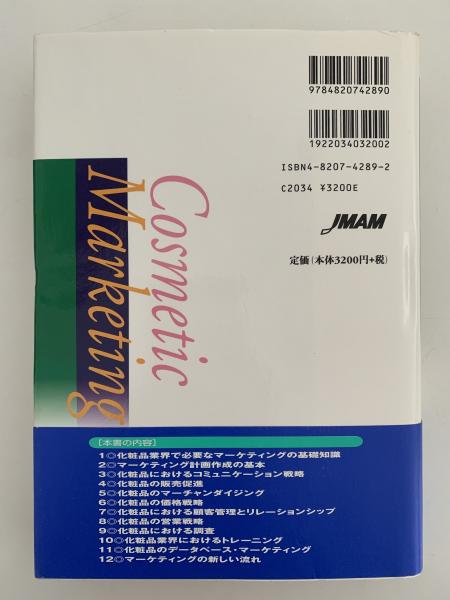 9784820742890
1922034032002
ISBN4-8207-4289-2
C2034 ¥3200E
JMAM
定価(本体3200円+税)
Cosmetic
Marketing
[本書の内容]
1◎化粧品業界で必要なマーケティングの基礎知識
2◎マーケティング計画作成の基本
3◎化粧品におけるコミュニケーション戦略
4◎化粧品の販売促進
5◎化粧品のマーチャンダイジング
6◎化粧品の価格戦略
7◎化粧品における顧客管理とリレーションシップ
8◎化粧品の営業戦略
9◎化粧品における調査
10◎化粧品業界におけるトレーニング
11◎化粧品のデータベース・マーケティング
12◎マーケティングの新しい流れ